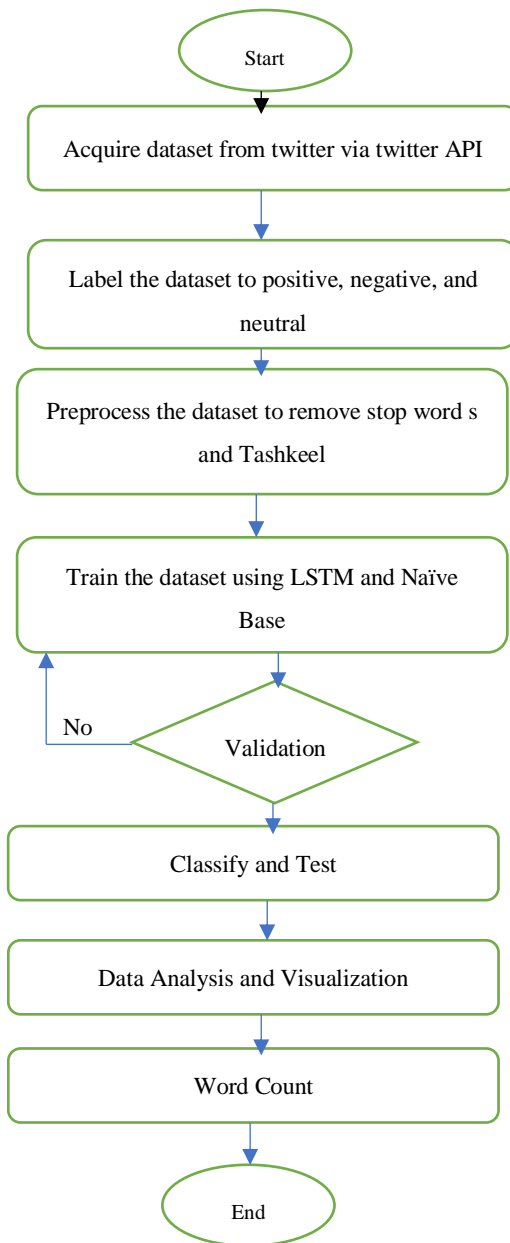 Start
Acquire dataset from twitter via twitter API
Label the dataset to positive, negative, and
neutral
Preprocess the dataset to remove stop word s
and Tashkeel
Train the dataset using LSTM and Naïve
Base
No
Validation
Classify and Test
Data Analysis and Visualization
Word Count
End